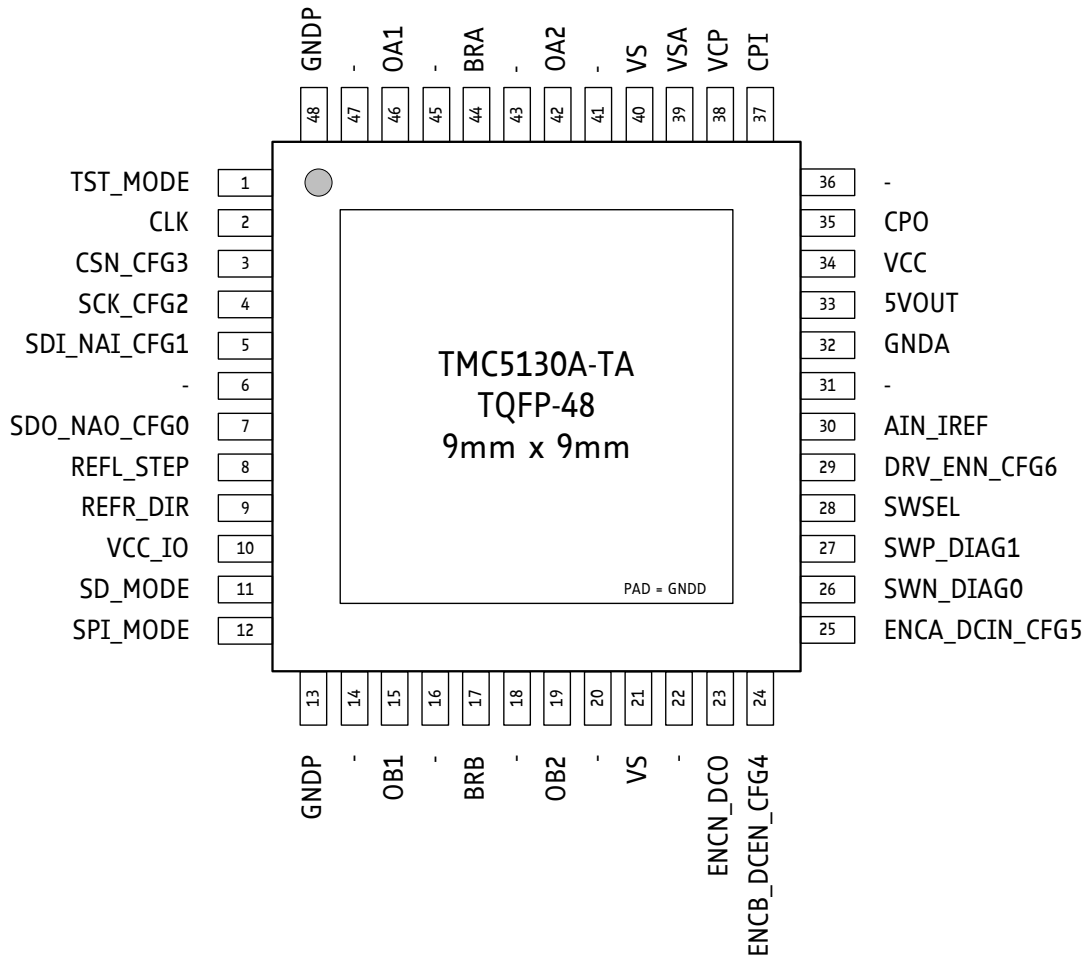 GNDP
-
OA1
-
BRA
-
OA2
-
VS
VSA
VCP
CPI
48
47
46
45
44
43
42
41
40
39
38
37
TST_MODE 1
CLK 2
CSN_CFG3 3
SCK_CFG2 4
SDI_NAI_CFG1 5
- 6
SDO_NAO_CFG0 7
REFL_STEP 8
REFR_DIR 9
VCC_IO 10
SD_MODE 11
SPI_MODE 12
TMC5130A-TA
TQFP-48
9mm x 9mm
PAD = GNDD
36 -
35 CPO
34 VCC
33 5VOUT
32 GNDA
31 -
30 AIN_IREF
29 DRV_ENN_CFG6
28 SWSEL
27 SWP_DIAG1
26 SWN_DIAG0
25 ENCA_DCIN_CFG5
13
14
15
16
17
18
19
20
21
22
23
24
GNDP
-
OB1
-
BRB
-
OB2
-
VS
-
ENCN_DCO
ENCB_DCEN_CFG4